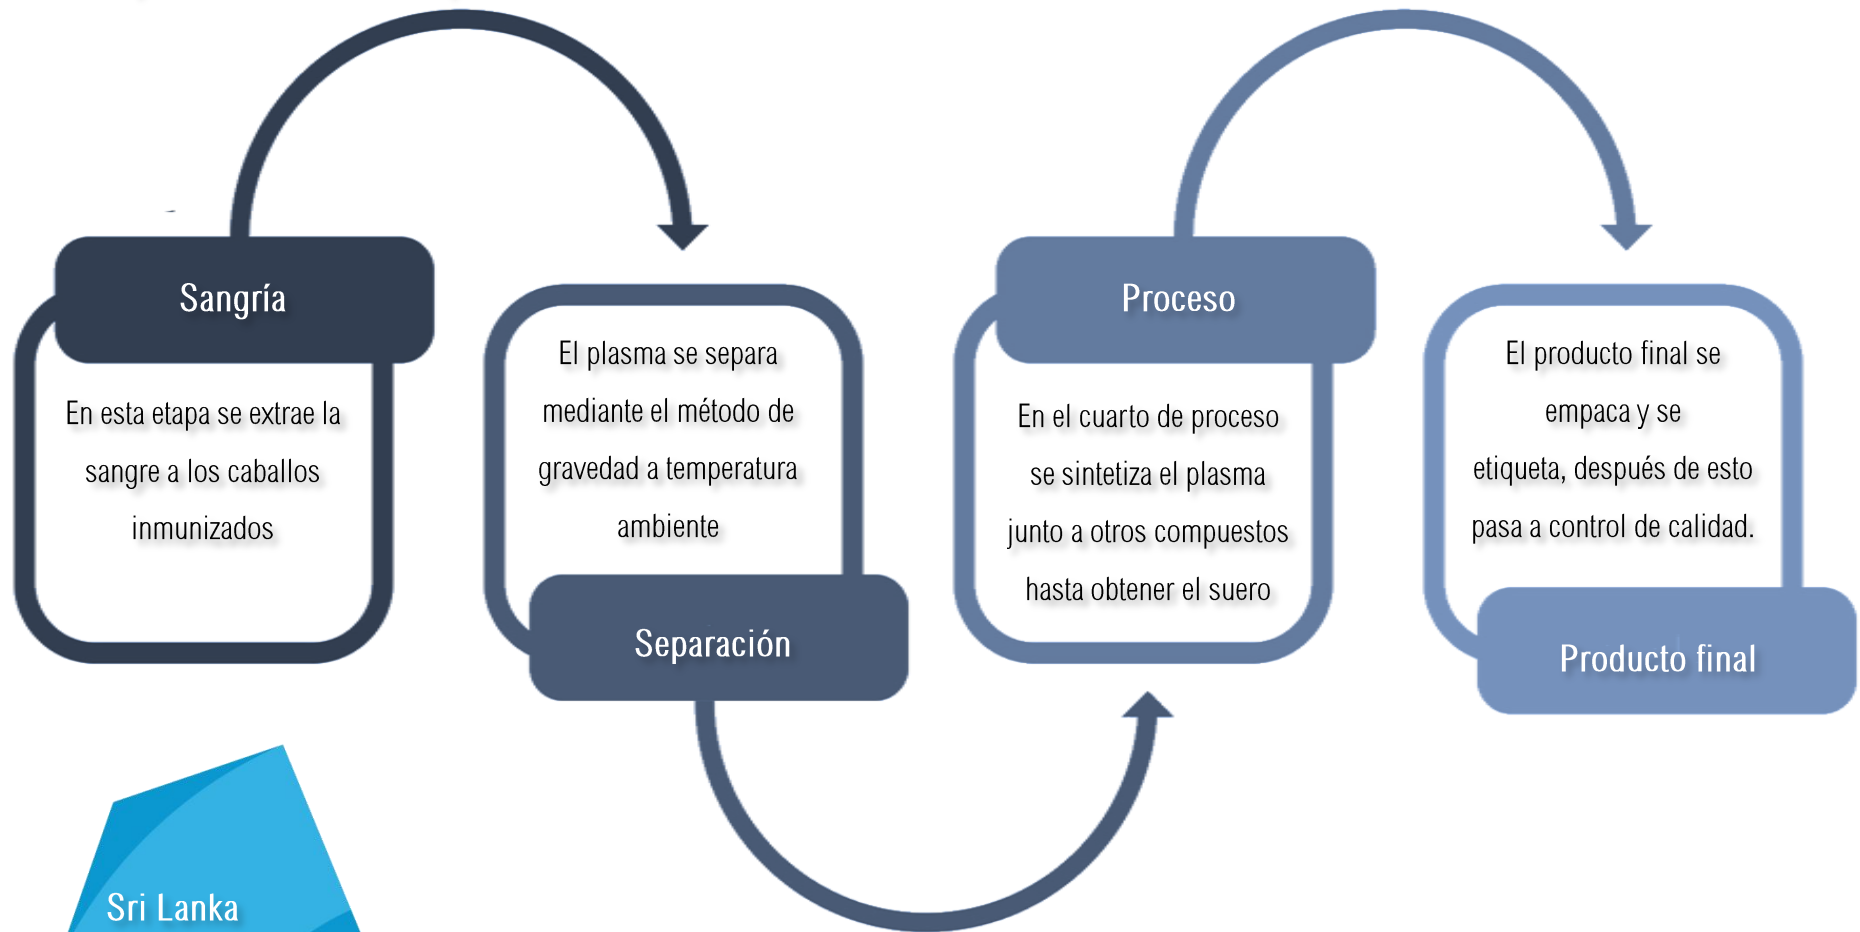 Sangría
En esta etapa se extrae la
sangre a los caballos
inmunizados
El plasma se separa
mediante el método de
gravedad a temperatura
ambiente
Separación
Proceso
En el cuarto de proceso
se sintetiza el plasma
junto a otros compuestos
hasta obtener el suero
El producto final se
empaca y se
etiqueta, después de esto
pasa a control de calidad.
Producto final
Sri Lanka